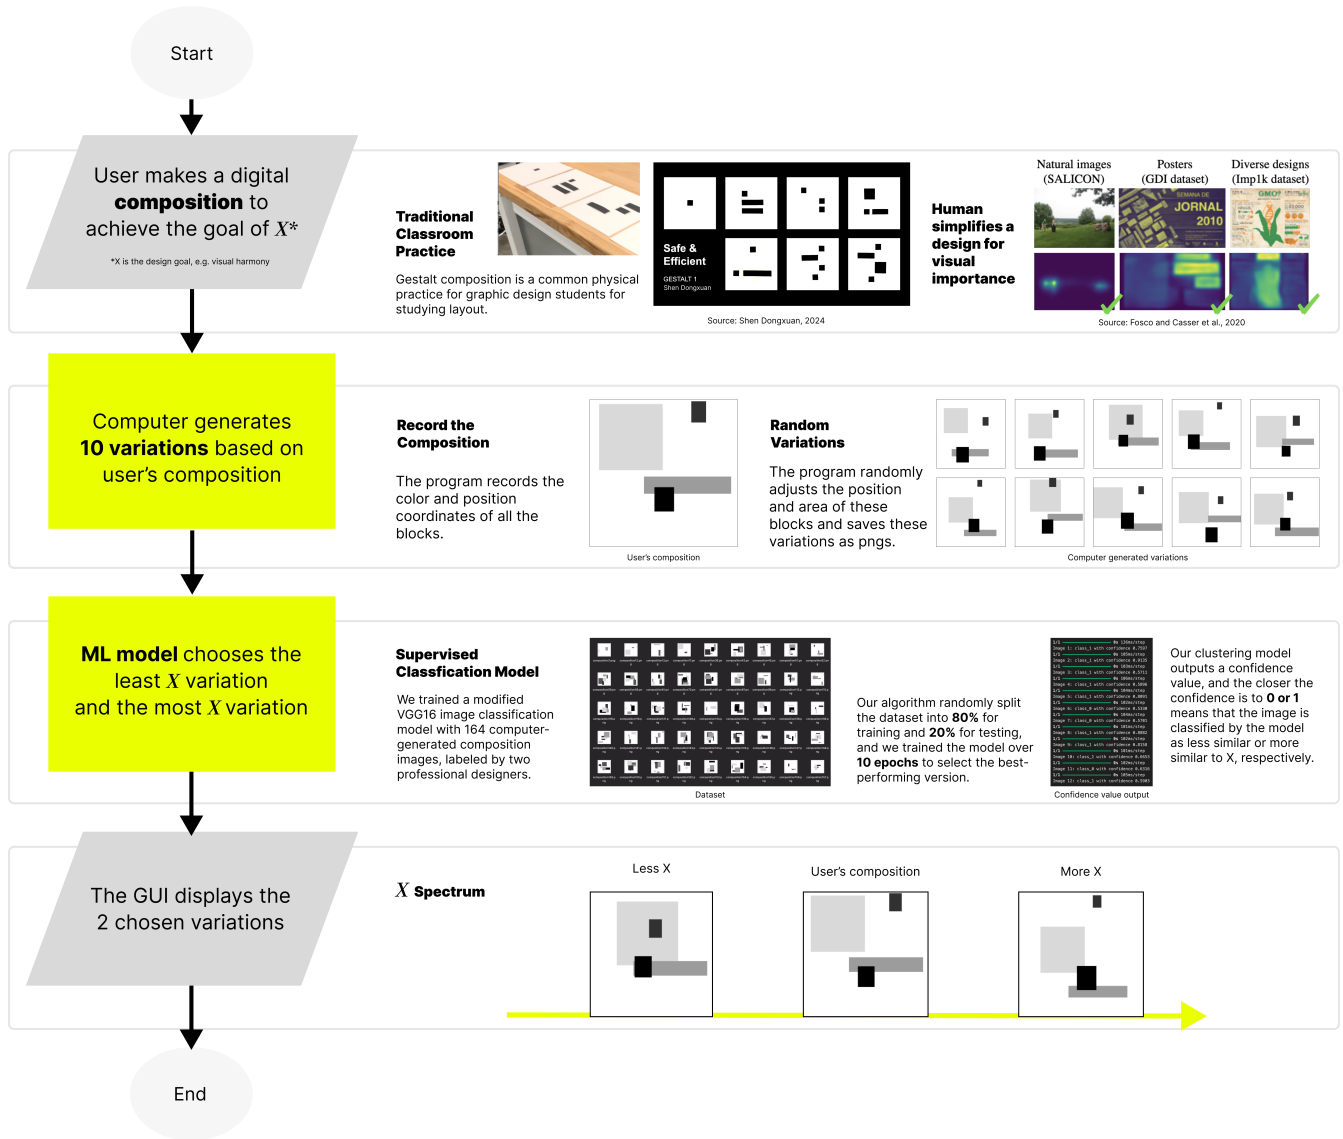 Start
User makes a digital
composition to
achieve the goal of X*
*X is the design goal, e.g. visual harmony
Traditional
Classroom
Practice
Gestalt composition is a common physical
practice for graphic design students for
studying layout.
Safe &
Efficient
GESTALT 1
Shen Dongxuan
Source: Shen Dongxuan, 2024
Human
simplifies a
design for
visual
importance
Natural images
(SALICON)
Posters
(GDI dataset)
Diverse designs
(Imp1k dataset)
SEMANA DE
JORNAL
2010
GMO
Source: Fosco and Casser et al., 2020
Computer generates
10 variations based on
user's composition
Record the
Composition
The program records the
color and position
coordinates of all the
blocks.
User's composition
Random
Variations
The program randomly
adjusts the position
and area of these
blocks and saves these
variations as pngs.
Computer generated variations
ML model chooses the
least X variation
and the most X variation
Supervised
Classfication Model
We trained a modified
VGG16 image classification
model with 164 computer-
generated composition
images, labeled by two
professional designers.
Dataset
Our algorithm randomly split
the dataset into 80% for
training and 20% for testing,
and we trained the model over
10 epochs to select the best-
performing version.
Confidence value output
Our clustering model
outputs a confidence
value, and the closer the
confidence is to 0 or 1
means that the image is
classified by the model
as less similar or more
similar to X, respectively.
The GUI displays the
2 chosen variations
X Spectrum
Less X
User's composition
More X
End